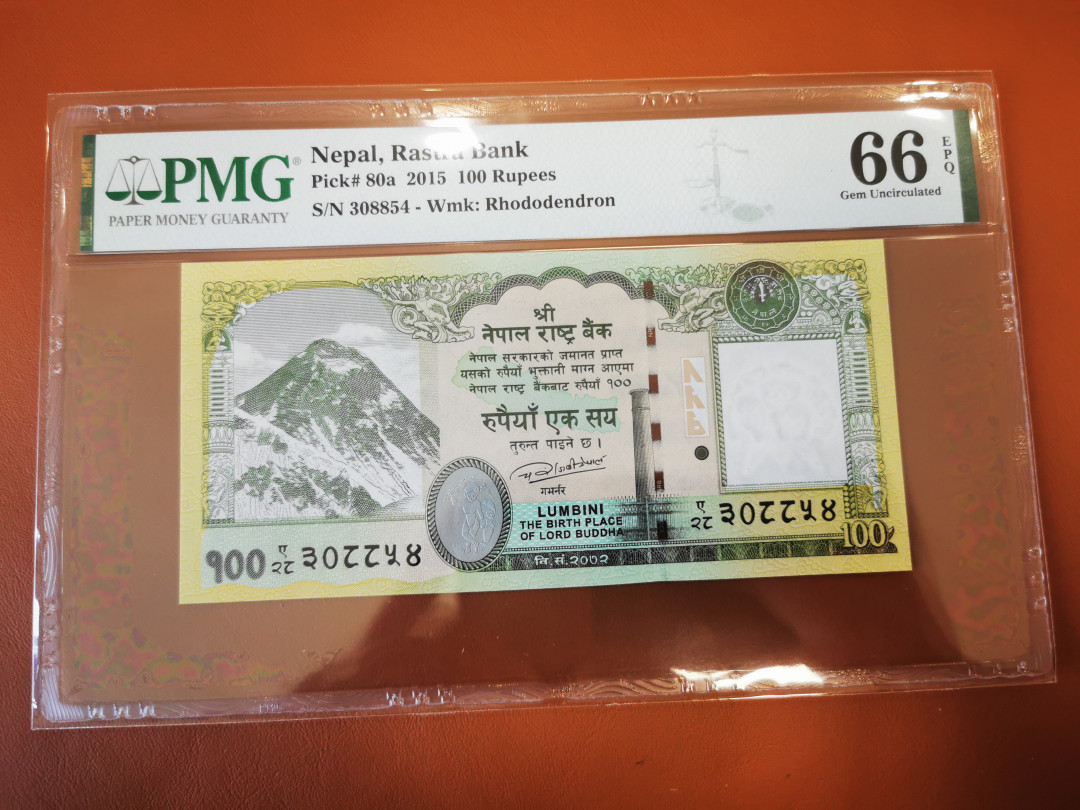 PMG®
PAPER MONEY GUARANTY
Nepal, Rastra Bank
Pick# 80a 2015 100 Rupees
S/N 308854 - Wmk: Rhododendron
66
EPQ
Gem Uncirculated
श्री
नेपाल राष्ट्र बैंक
नेपाल सरकारको जमानत प्राप्त
यसको रुपैयाँ भुक्तानी माग्न आएमा
नेपाल राष्ट्र बैंकबाट रुपैयाँ १००
रुपैयाँ एक सय
तुरुन्त पाइने छ ।
गभर्नर
LUMBINI
THE BIRTH PLACE
OF LORD BUDDHA
ए
२८ ३०८८५४
100
१०० ए
२८ ३०८८५४
वि.सं.२०७२